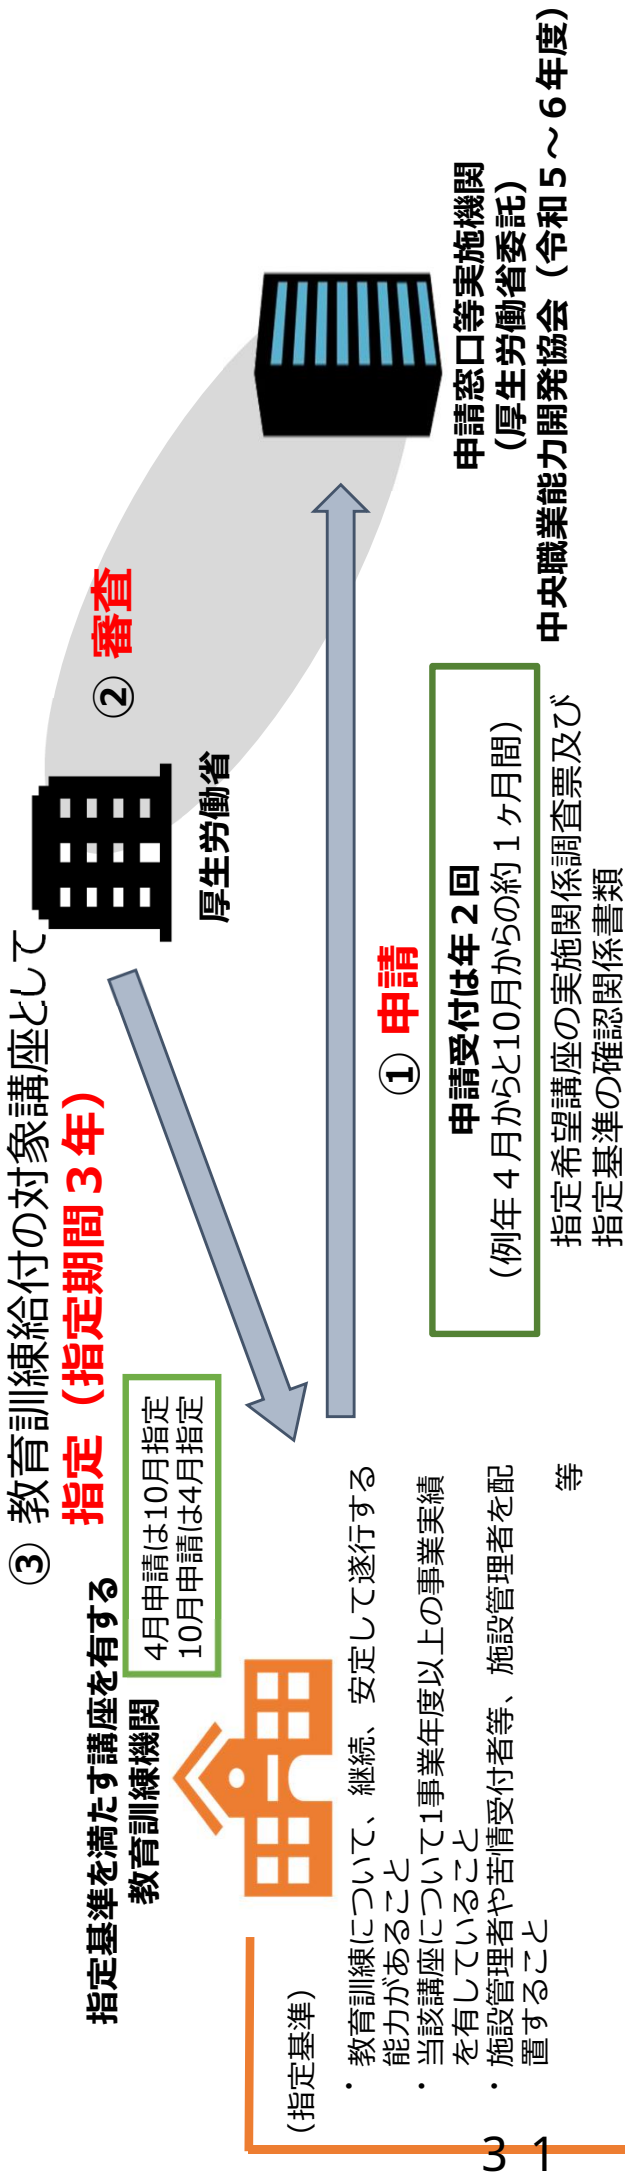 ③ 教育訓練給付の対象講座として
指定（指定期間３年）
指定基準を満たす講座を有する
教育訓練機関
4月申請は10月指定
10月申請は4月指定
② 審査
厚生労働省
① 申請
申請受付は年２回
（例年４月からと10月からの約１ヶ月間）
指定希望講座の実施関係調査票及び
指定基準の確認関係書類
申請窓口等実施機関
（厚生労働省委託）
中央職業能力開発協会（令和５～６年度）
（指定基準）
・ 教育訓練について、継続、安定して遂行する
能力があること
・ 当該講座について1事業年度以上の事業実績
を有していること
・ 施設管理者や苦情受付者等、施設管理者を配
置すること
等
３１